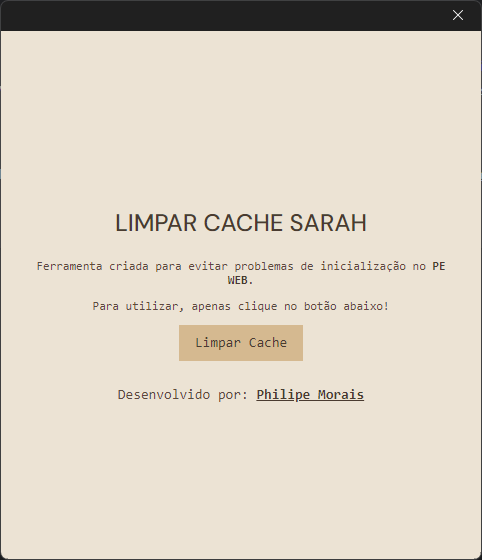 LIMPAR CACHE SARAH
Ferramenta criada para evitar problemas de inicialização no PE
WEB.
Para utilizar, apenas clique no botão abaixo!
Limpar Cache
Desenvolvido por: Philipe Morais